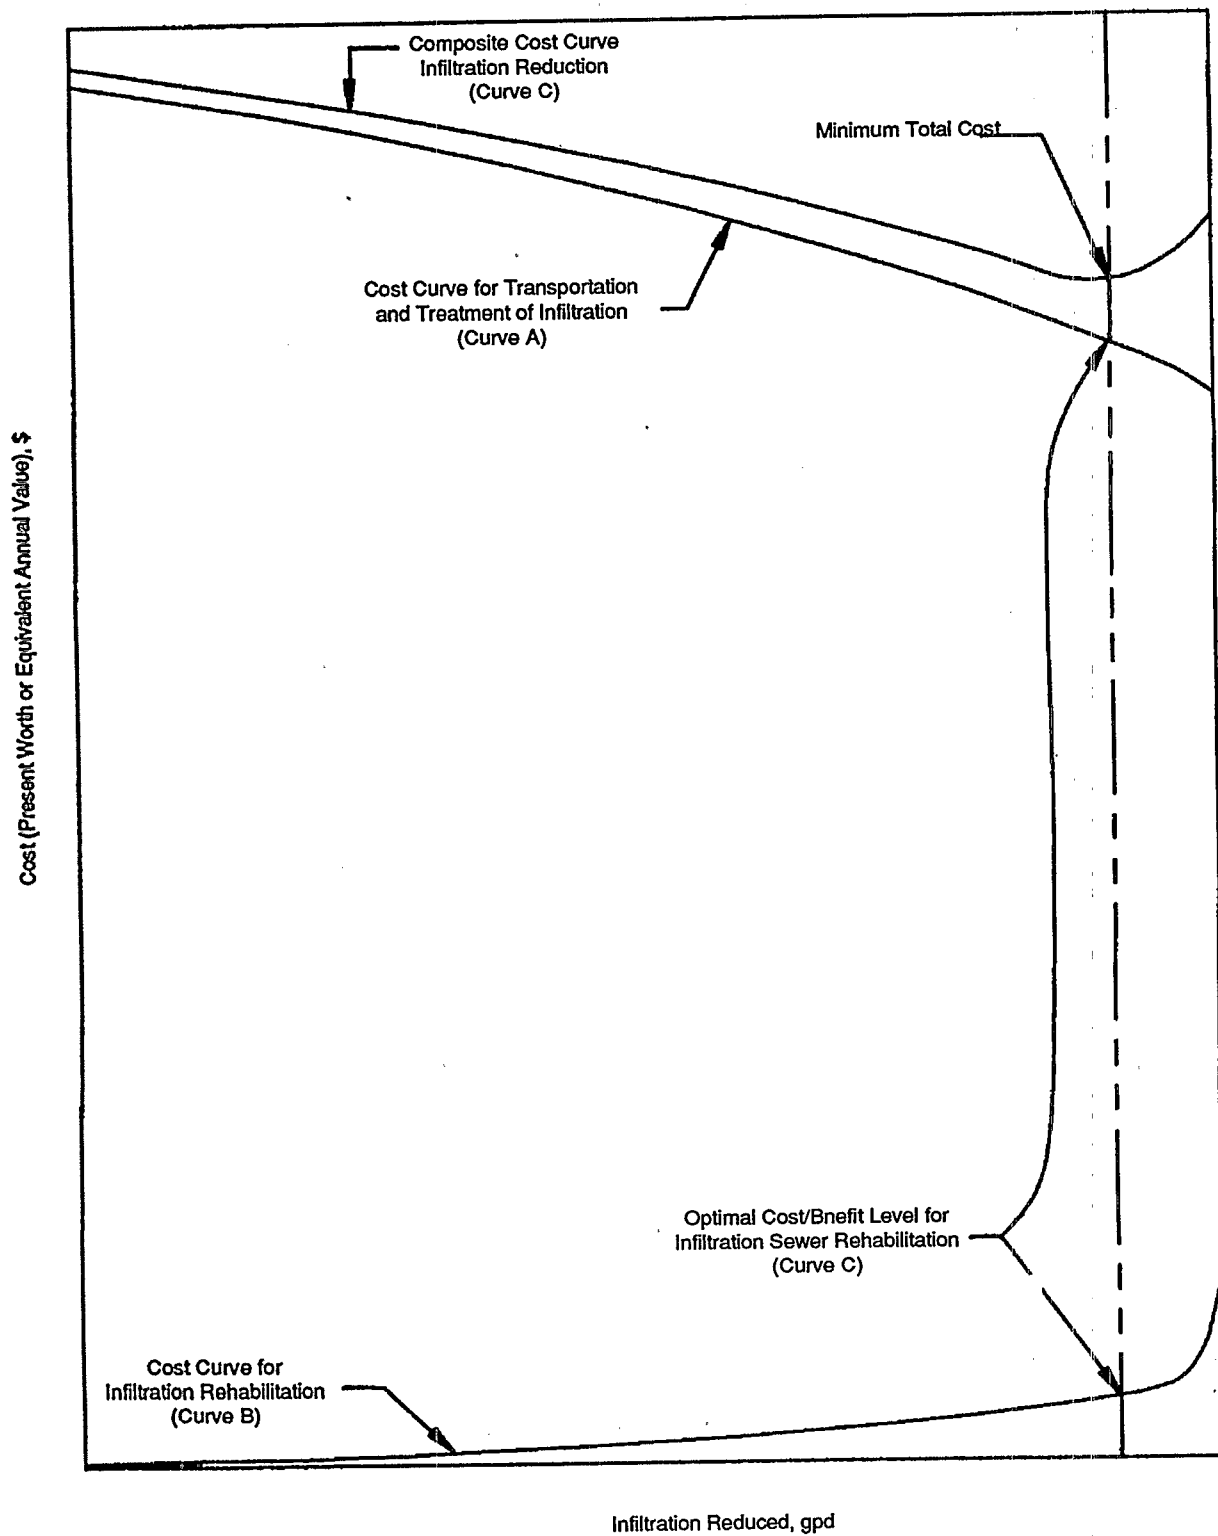 Composite Cost Curve
Infiltration Reduction
(Curve C)
Minimum Total Cost
Cost Curve for Transportation
and Treatment of Infiltration
(Curve A)
Cost (Present Worth or Equivalent Annual Value), $
Optimal Cost/Bnefit Level for
Infiltration Sewer Rehabilitation
(Curve C)
Cost Curve for
Infiltration Rehabilitation
(Curve B)
Infiltration Reduced, gpd